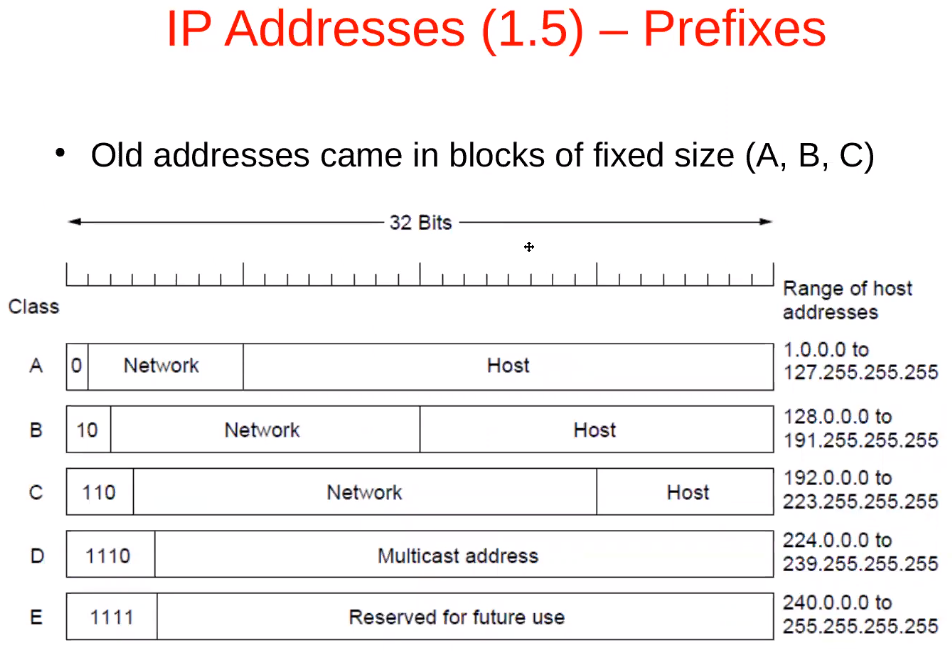 IP Addresses (1.5) – Prefixes
• Old addresses came in blocks of fixed size (A, B, C)
32 Bits
Class
Range of host
addresses
A 0 Network Host 1.0.0.0 to
127.255.255.255
B 10 Network Host 128.0.0.0 to
191.255.255.255
C 110 Network Host 192.0.0.0 to
223.255.255.255
D 1110 Multicast address 224.0.0.0 to
239.255.255.255
E 1111 Reserved for future use 240.0.0.0 to
255.255.255.255